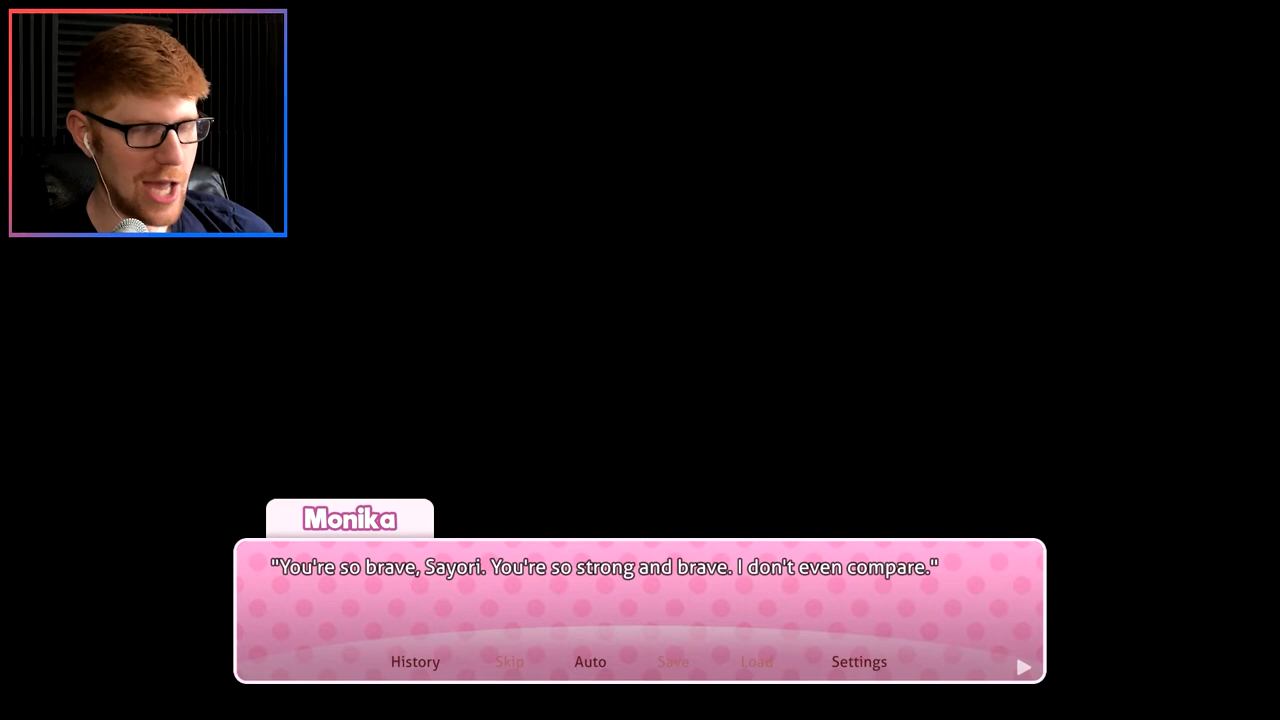 Monika
"You're so brave, Sayori. You're so strong and brave. I don't even compare."
History Skip Auto Save Load Settings